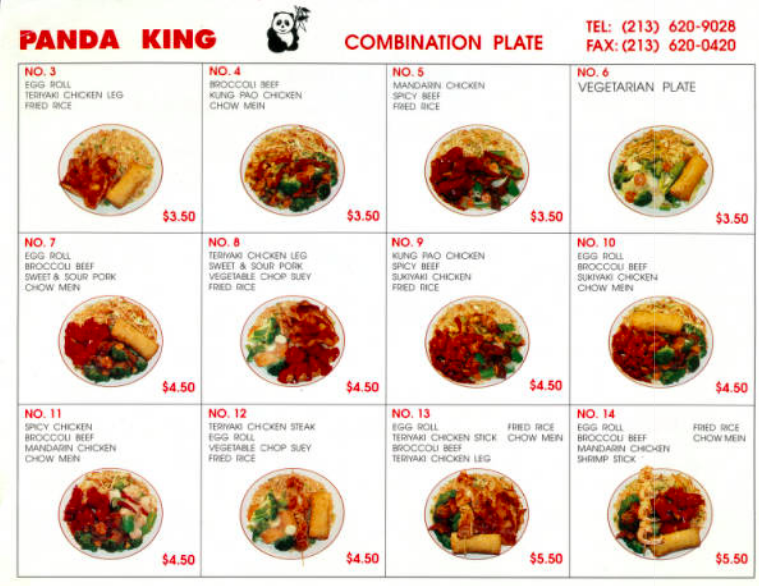 PANDA KING
COMBINATION PLATE
TEL: (213) 620-9028
FAX: (213) 620-0420
NO. 3
EGG ROLL
TERIYAKI CHICKEN LEG
FRIED RICE
$3.50
NO. 4
BROCCOLI BEEF
KUNG PAO CHICKEN
CHOW MEIN
$3.50
NO. 5
MANDARIN CHICKEN
SPICY BEEF
FRIED RICE
$3.50
NO. 6
VEGETARIAN PLATE
$3.50
NO. 7
EGG ROLL
BROCCOLI BEEF
SWEET & SOUR PORK
CHOW MEIN
$4.50
NO. 8
TERIYAKI CHICKEN LEG
SWEET & SOUR PORK
VEGETABLE CHOP SUEY
FRIED RICE
$4.50
NO. 9
KUNG PAO CHICKEN
SPICY BEEF
SUKIYAKI CHICKEN
FRIED RICE
$4.50
NO. 10
EGG ROLL
BROCCOLI BEEF
SUKIYAKI CHICKEN
CHOW MEIN
$4.50
NO. 11
SPICY CHICKEN
BROCCOLI BEEF
MANDARIN CHICKEN
CHOW MEIN
$4.50
NO. 12
TERIYAKI CHICKEN STEAK
EGG ROLL
VEGETABLE CHOP SUEY
FRIED RICE
$4.50
NO. 13
EGG ROLL FRIED RICE
TERIYAKI CHICKEN STICK CHOW MEIN
BROCCOLI BEEF
TERIYAKI CHICKEN LEG
$5.50
NO. 14
EGG ROLL FRIED RICE
BROCCOLI BEEF CHOW MEIN
MANDARIN CHICKEN
SHRIMP STICK
$5.50